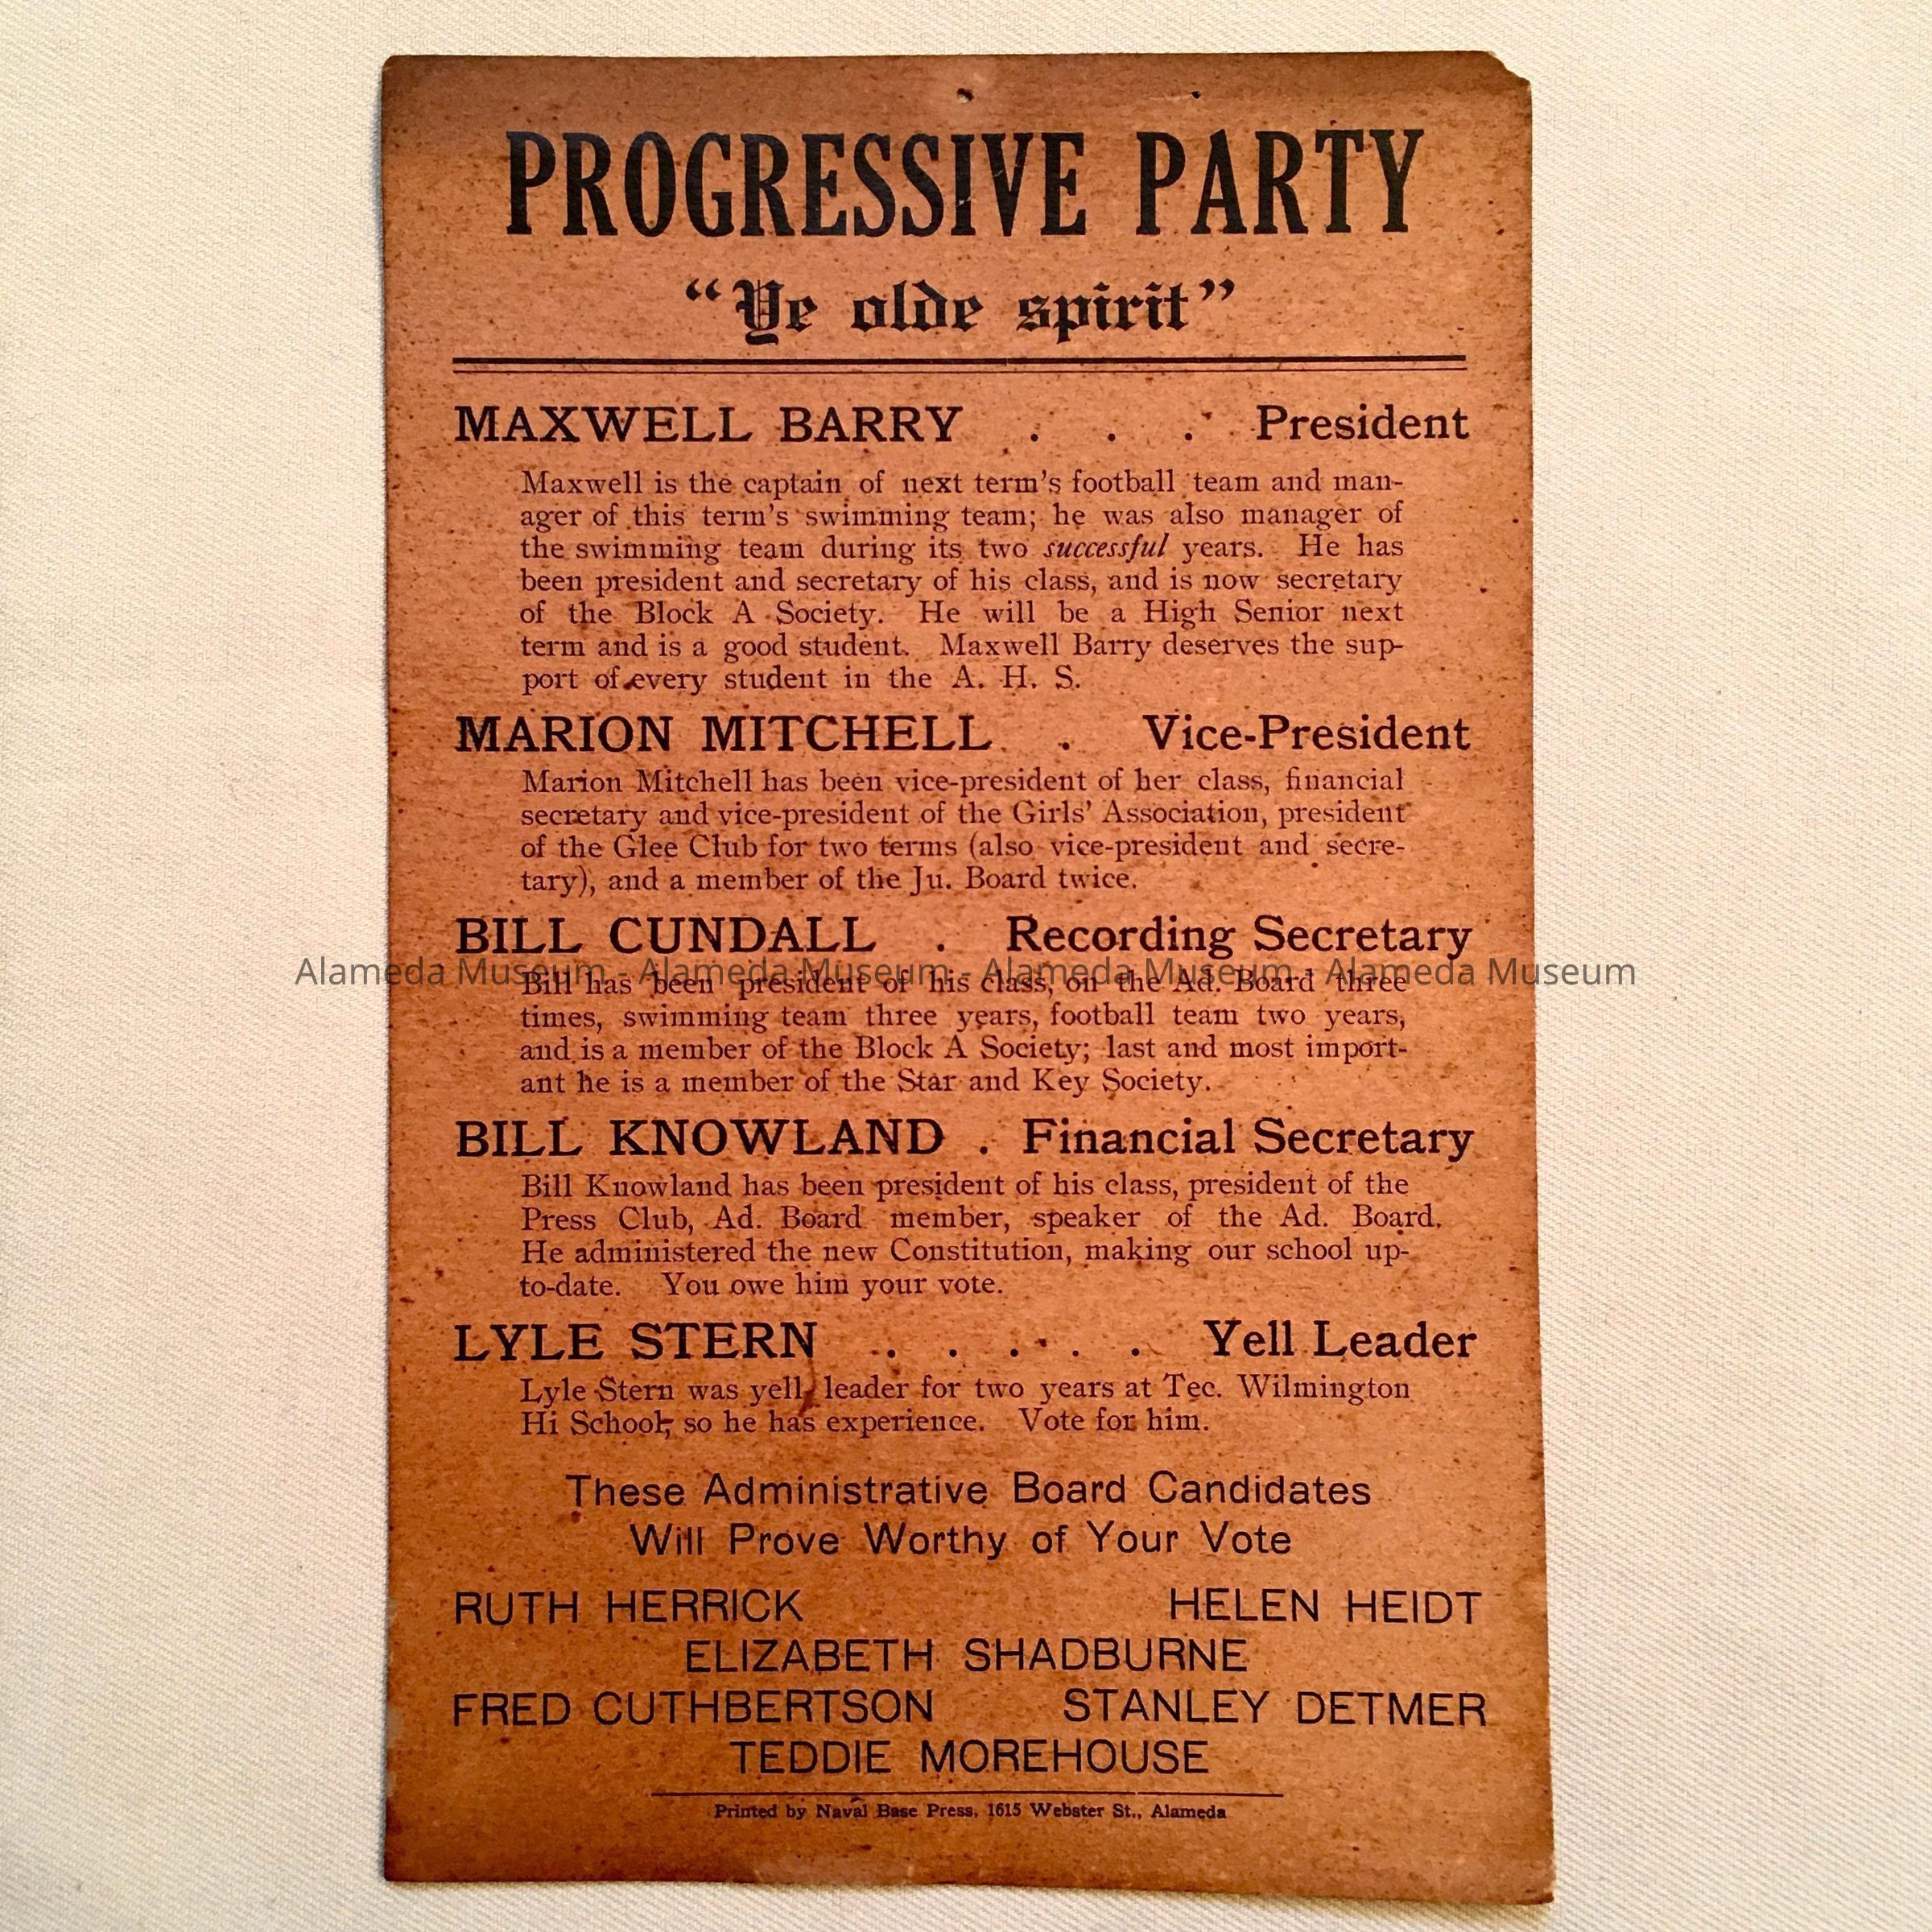 PROGRESSIVE PARTY
“Ye olde spirit”
MAXWELL BARRY . . . President
Maxwell is the captain of next term's football team and man-
ager of this term's swimming team; he was also manager of
the swimming team during its two successful years. He has
been president and secretary of his class, and is now secretary
of the Block A Society. He will be a High Senior next
term and is a good student. Maxwell Barry deserves the sup-
port of every student in the A. H. S.
MARION MITCHELL . Vice-President
Marion Mitchell has been vice-president of her class, financial
secretary and vice-president of the Girls' Association, president
of the Glee Club for two terms (also vice-president and secre-
tary), and a member of the Ju. Board twice.
BILL CUNDALL . Recording Secretary
Alameda Museum - Alameda Museum - Alameda Museum - Alameda Museum
Bill has been president of his class, on the Ad. Board three
times, swimming team three years, football team two years,
and is a member of the Block A Society; last and most import-
ant he is a member of the Star and Key Society.
BILL KNOWLAND . Financial Secretary
Bill Knowland has been president of his class, president of the
Press Club, Ad. Board member, speaker of the Ad. Board.
He administered the new Constitution, making our school up-
to-date. You owe him your vote.
LYLE STERN . . . . . Yell Leader
Lyle Stern was yell leader for two years at Tec. Wilmington
Hi School; so he has experience. Vote for him.
These Administrative Board Candidates
Will Prove Worthy of Your Vote
RUTH HERRICK HELEN HEIDT
ELIZABETH SHADBURNE
FRED CUTHBERTSON STANLEY DETMER
TEDDIE MOREHOUSE
Printed by Naval Base Press, 1615 Webster St., Alameda